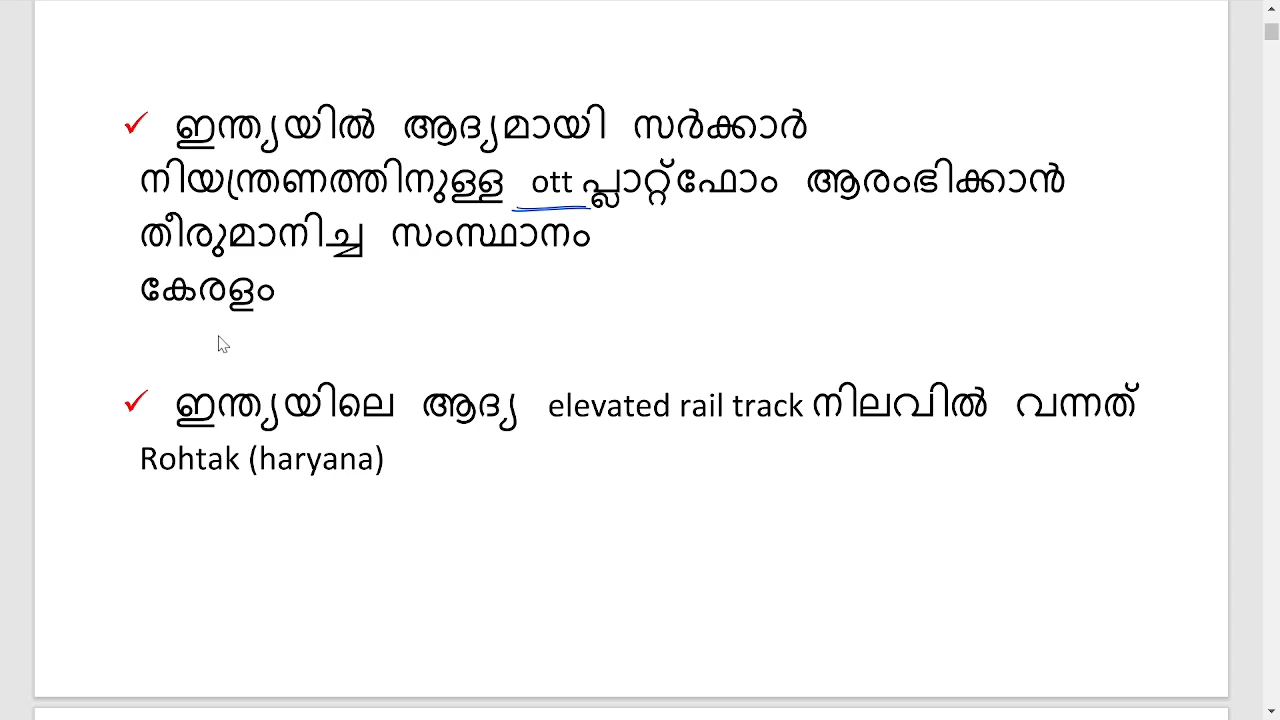 ✓ ഇന്ത്യയിൽ ആദ്യമായി സർക്കാർ
നിയന്ത്രണത്തിനുള്ള ott പ്ലാറ്റ്ഫോം ആരംഭിക്കാൻ
തീരുമാനിച്ച സംസ്ഥാനം
കേരളം
✓ ഇന്ത്യയിലെ ആദ്യ elevated rail track നിലവിൽ വന്നത്
Rohtak (haryana)